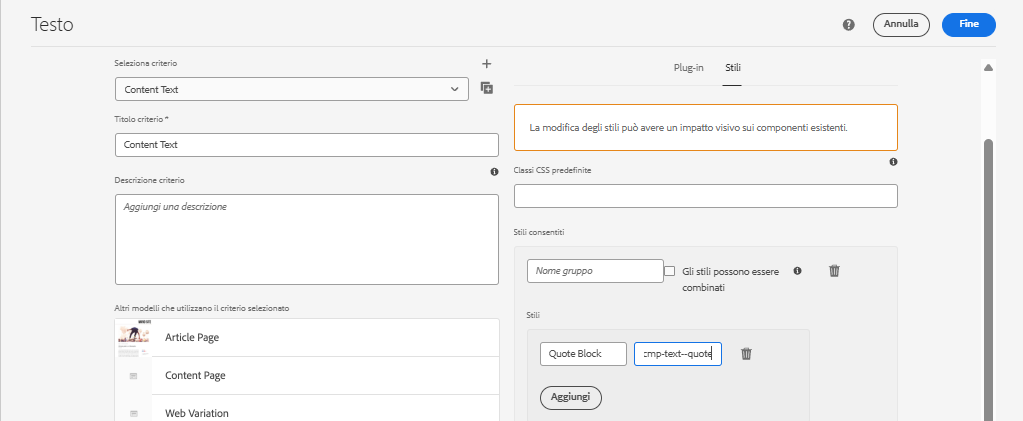 Testo
Annulla
Fine
Seleziona criterio
Content Text
Titolo criterio *
Content Text
Descrizione criterio
Aggiungi una descrizione
Altri modelli che utilizzano il criterio selezionato
Article Page
Content Page
Web Variation
Plug-in
Stili
La modifica degli stili può avere un impatto visivo sui componenti esistenti.
Classi CSS predefinite
Stili consentiti
Nome gruppo
Gli stili possono essere
combinati
Stili
Quote Block
cmp-text--quote
Aggiungi